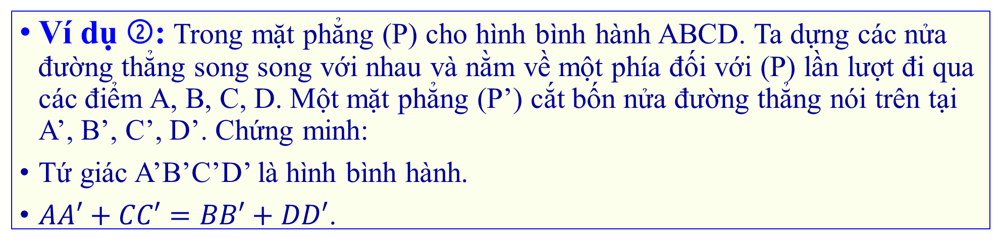 • Ví dụ ②: Trong mặt phẳng (P) cho hình bình hành ABCD. Ta dựng các nửa
đường thẳng song song với nhau và nằm về một phía đối với (P) lần lượt đi qua
các điểm A, B, C, D. Một mặt phẳng (P’) cắt bốn nửa đường thẳng nói trên tại
A’, B’, C’, D’. Chứng minh:
• Tứ giác A’B’C’D’ là hình bình hành.
• AA′ + CC′ = BB′ + DD′.